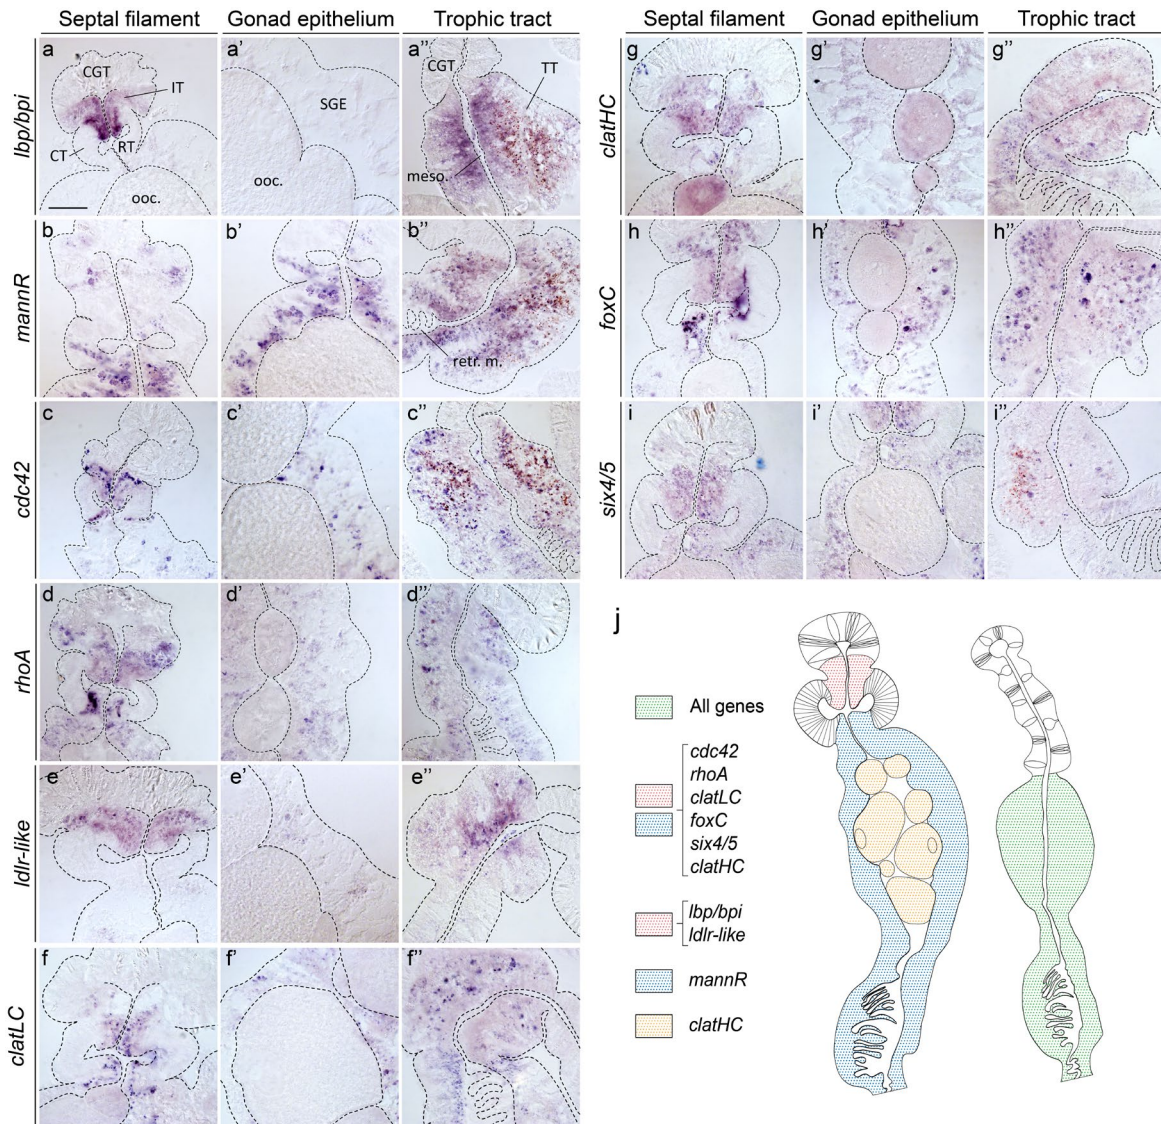 Septal filament Gonad epithelium Trophic tract
a a' a''
CGT CGT TT
IT SGE
CT RT meso.
ooc. ooc.
lbp/bpi
b b' b''
retr. m.
mannR
c c' c''
cdc42
d d' d''
rhoA
e e' e''
ldlr-like
f f' f''
clatLC
Septal filament Gonad epithelium Trophic tract
g g' g''
clatHC
h h' h''
foxC
i i' i''
six4/5
j
All genes
cdc42
rhoA
clatLC
foxC
six4/5
clatHC
lbp/bpi
ldlr-like
mannR
clatHC